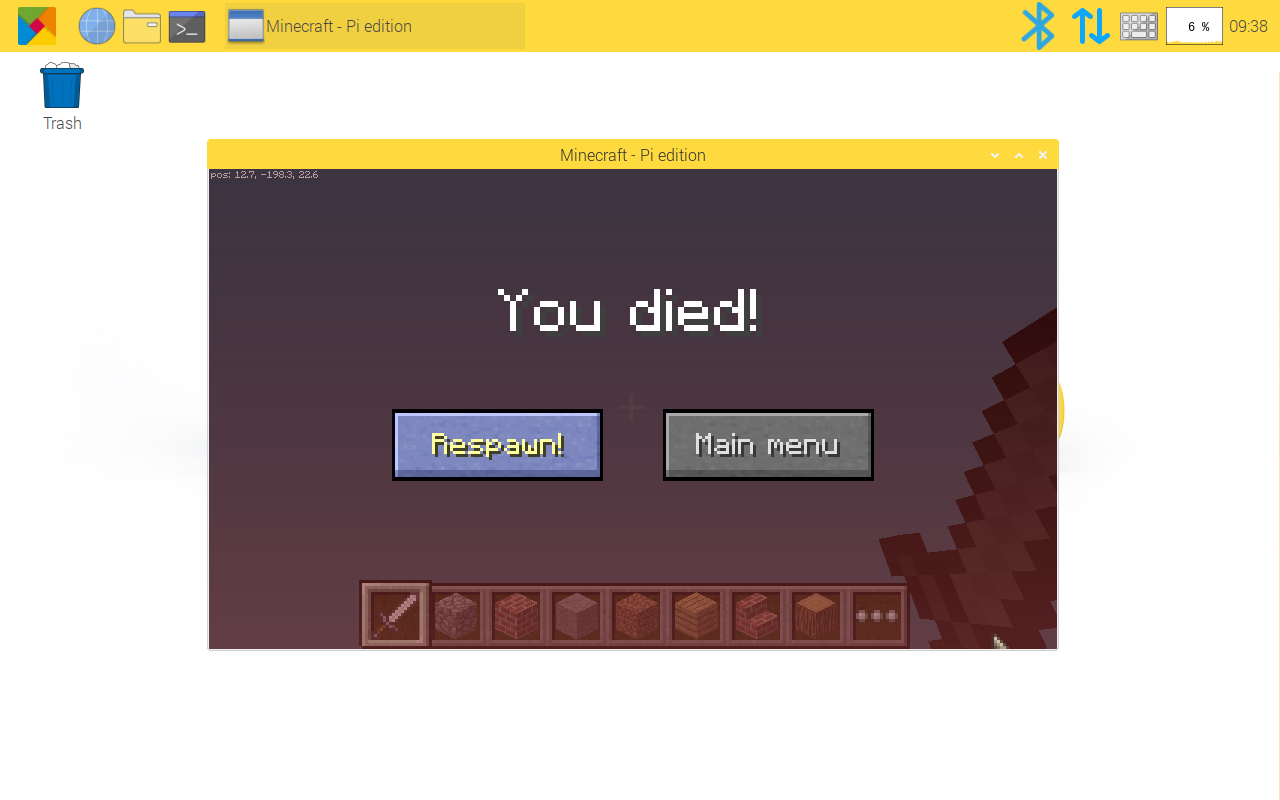 Minecraft - Pi edition
6 %
09:38
Trash
Minecraft - Pi edition
pos: 12.7, -198.3, 22.6
You died!
Respawn!
Main menu